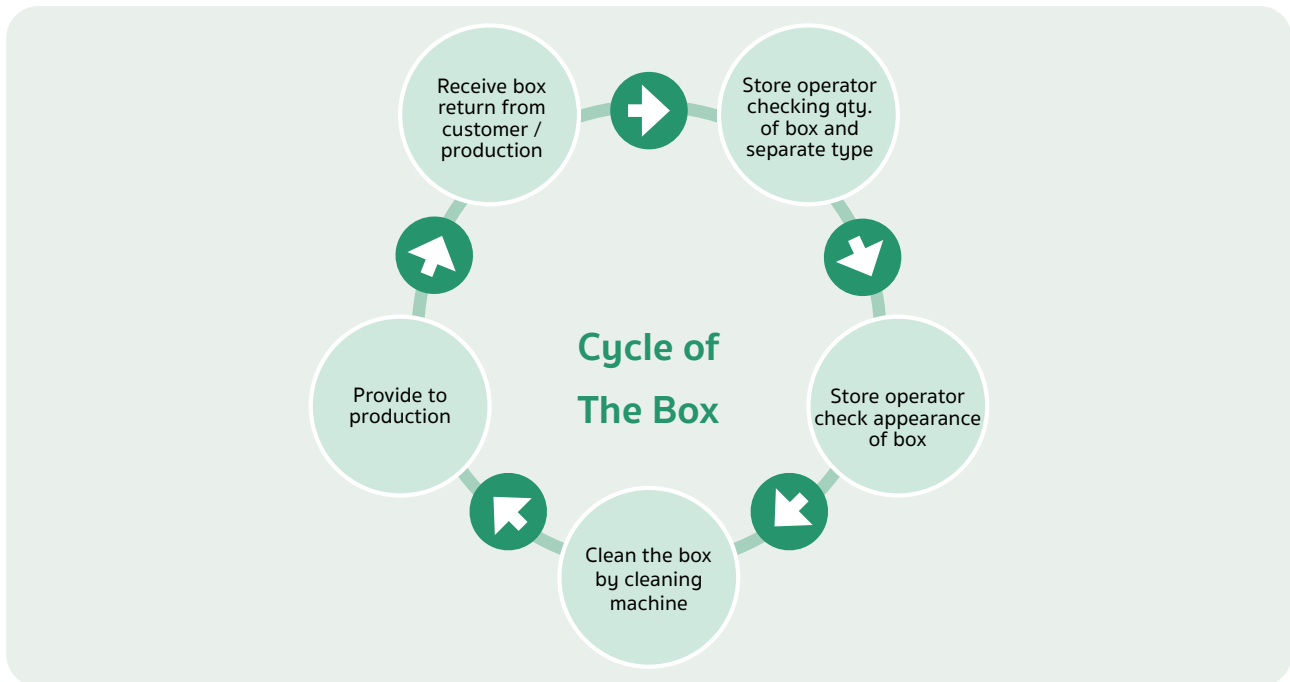 Receive box
return from
customer /
production
Store operator
checking qty.
of box and
separate type
Store operator
check appearance
of box
Clean the box
by cleaning
machine
Provide to
production
Cycle of
The Box